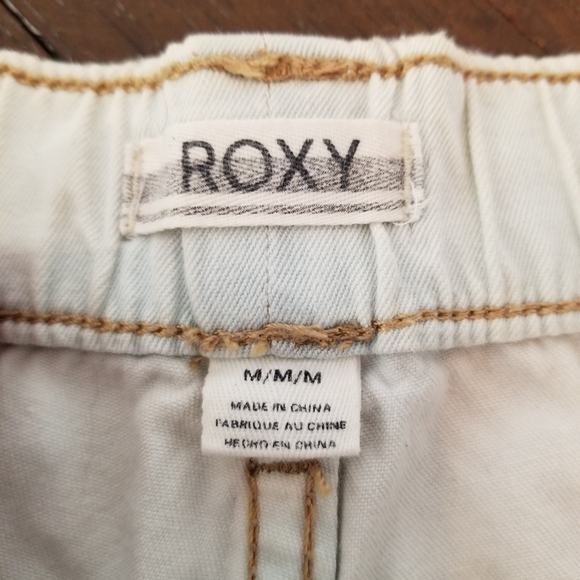 ROXY
M/M/M
MADE IN CHINA
FABRIQUE AU CHINE
HECHO EN CHINA